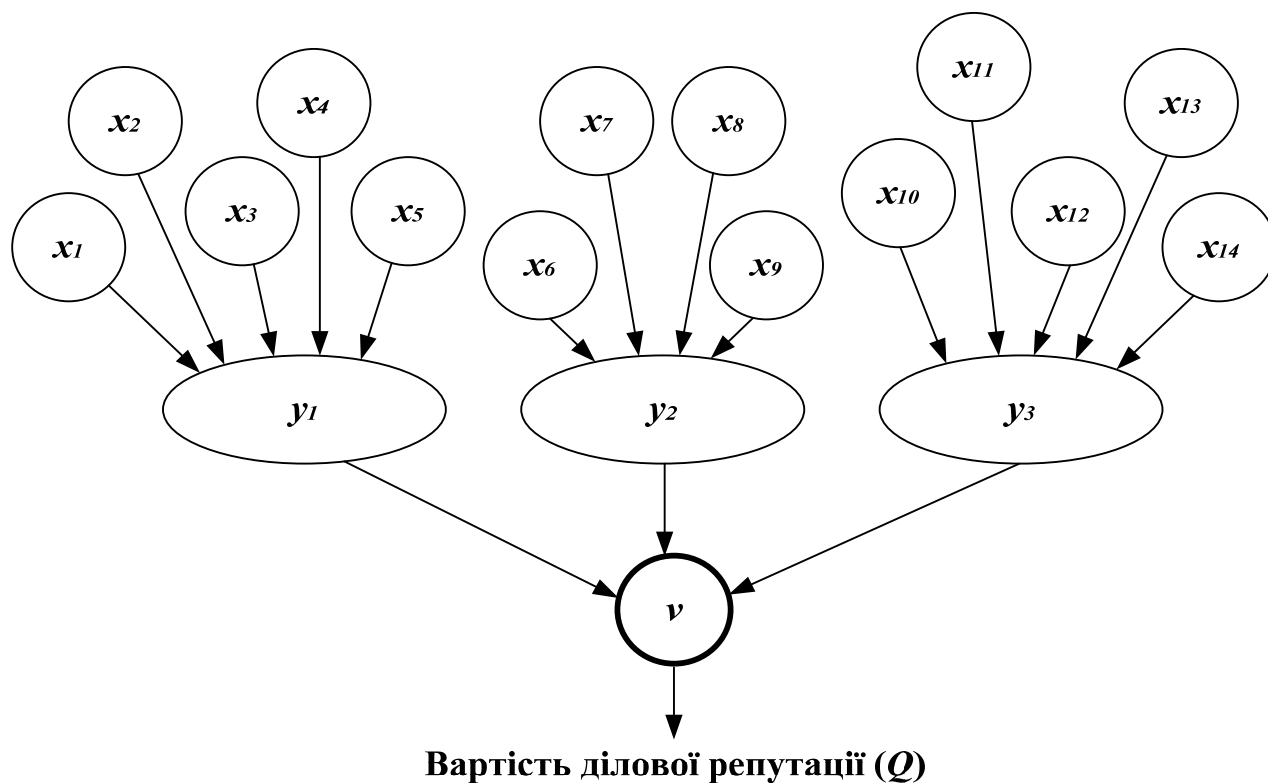 x11
x4
x13
x2
x7
x8
x10
x3
x5
x12
x1
x6
x9
x14
y1
y2
y3
v
Вартість ділової репутації (Q)